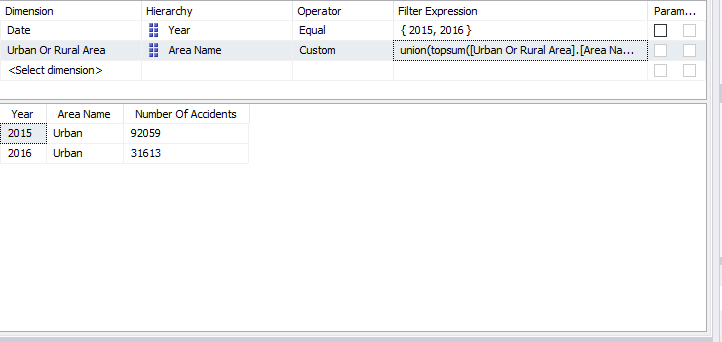 Dimension Hierarchy Operator Filter Expression Param...
Date Year Equal { 2015, 2016 }
Urban Or Rural Area Area Name Custom union(topsum([Urban Or Rural Area].[Area Na...
<Select dimension>
Year Area Name Number Of Accidents
2015 Urban 92059
2016 Urban 31613